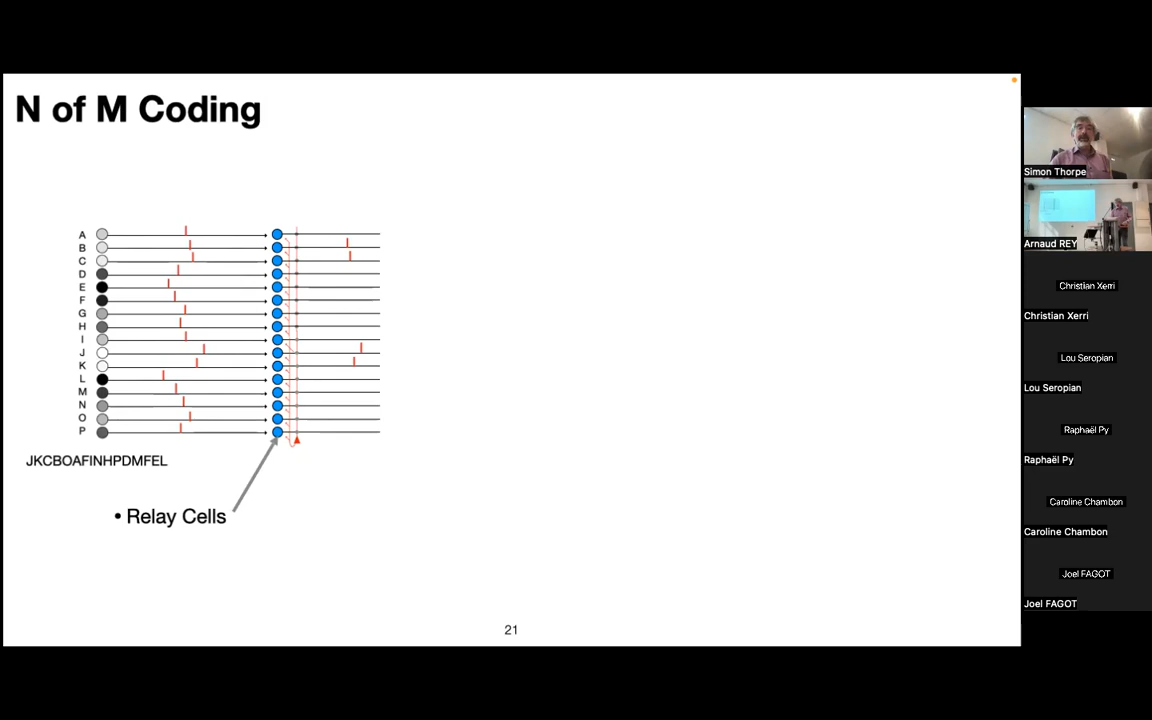 N of M Coding
A
B
C
D
E
F
G
H
I
J
K
L
M
N
O
P
JKCBOAFINHPDMFEL
• Relay Cells
21
Simon Thorpe
Arnaud REY
Christian Xerri
Christian Xerri
Lou Seropian
Lou Seropian
Raphaël Py
Raphaël Py
Caroline Chambon
Caroline Chambon
Joel FAGOT
Joel FAGOT